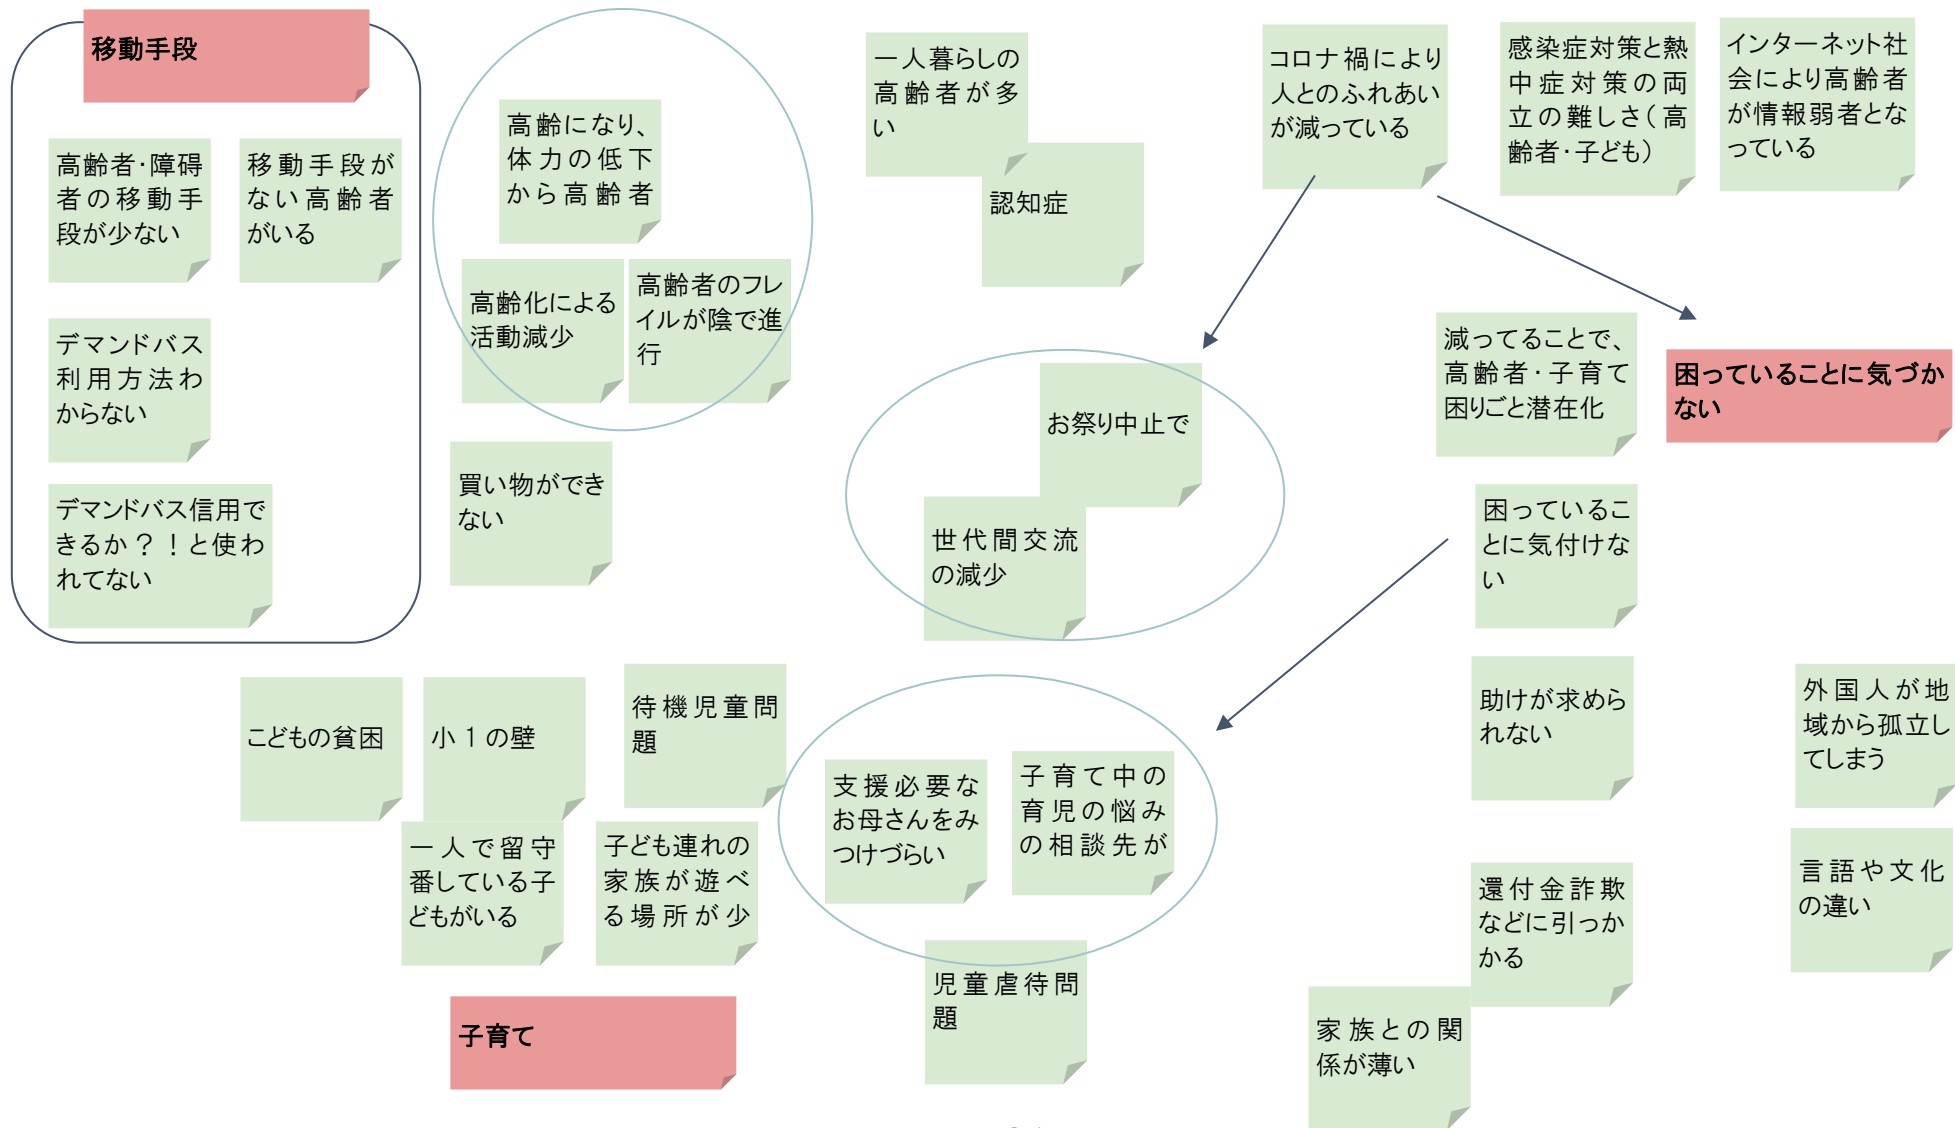 移動手段
高齢者・障碍
者の移動手
段が少ない
移動手段が
ない高齢者
がいる
デマンドバス
利用方法わ
からない
デマンドバス信用で
きるか？！と使わ
れてない
高齢になり、
体力の低下
から高齢者
高齢化による
活動減少
高齢者のフレ
イルが陰で進
行
買い物ができ
ない
一人暮らしの
高齢者が多
い
認知症
コロナ禍により
人とのふれあい
が減っている
感染症対策と熱
中症対策の両
立の難しさ（高
齢者・子ども）
インターネット社
会により高齢者
が情報弱者とな
っている
お祭り中止で
世代間交流
の減少
減ってることで、
高齢者・子育て
困りごと潜在化
困っていることに気づか
ない
困っているこ
とに気付けな
い
助けが求めら
れない
外国人が地
域から孤立し
てしまう
言語や文化
の違い
還付金詐欺
などに引っか
かる
家族との関
係が薄い
こどもの貧困
小１の壁
待機児童問
題
一人で留守
番している子
どもがいる
子ども連れの
家族が遊べ
る場所が少
支援必要な
お母さんをみ
つけづらい
子育て中の
育児の悩み
の相談先が
児童虐待問
題
子育て